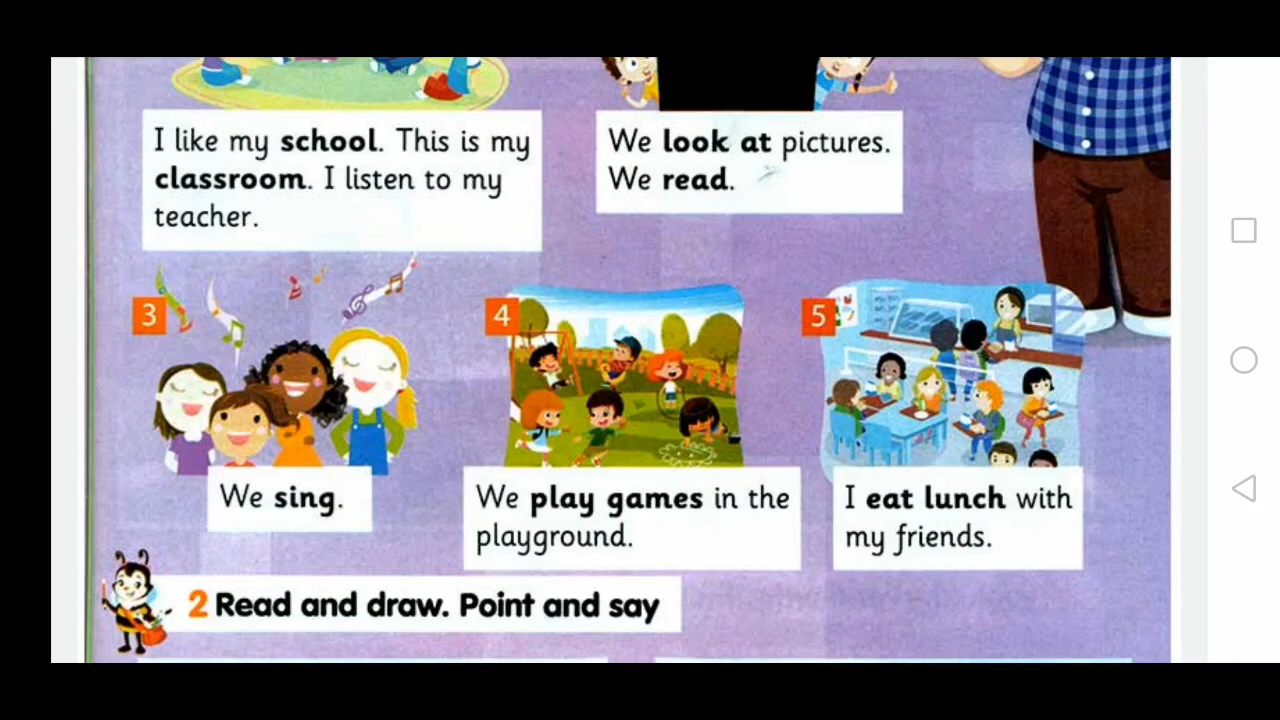 I like my school. This is my
classroom. I listen to my
teacher.
We look at pictures.
We read.
3
We sing.
4
We play games in the
playground.
5
I eat lunch with
my friends.
2 Read and draw. Point and say